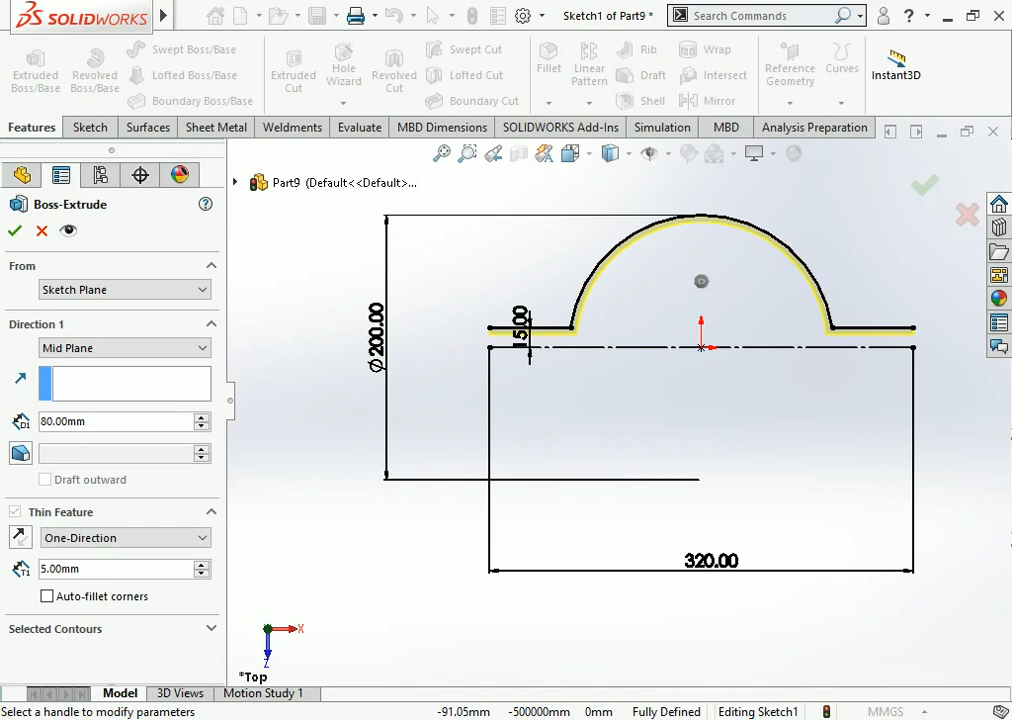 SOLIDWORKS
Sketch1 of Part9 *
Search Commands
?
Extruded Boss/Base
Revolved Boss/Base
Swept Boss/Base
Lofted Boss/Base
Boundary Boss/Base
Extruded Cut
Hole Wizard
Revolved Cut
Swept Cut
Lofted Cut
Boundary Cut
Fillet
Linear Pattern
Rib
Draft
Shell
Wrap
Intersect
Mirror
Reference Geometry
Curves
Instant3D
Features
Sketch
Surfaces
Sheet Metal
Weldments
Evaluate
MBD Dimensions
SOLIDWORKS Add-Ins
Simulation
MBD
Analysis Preparation
Part9 (Default<<Default>...
Boss-Extrude
?
From
Sketch Plane
Direction 1
Mid Plane
D1
80.00mm
Draft outward
Thin Feature
One-Direction
T1
5.00mm
Auto-fillet corners
Selected Contours
Ø200.00
15.00
320.00
X
Z
*Top
Model
3D Views
Motion Study 1
Select a handle to modify parameters
-91.05mm
-500000mm
0mm
Fully Defined
Editing Sketch1
MMGS